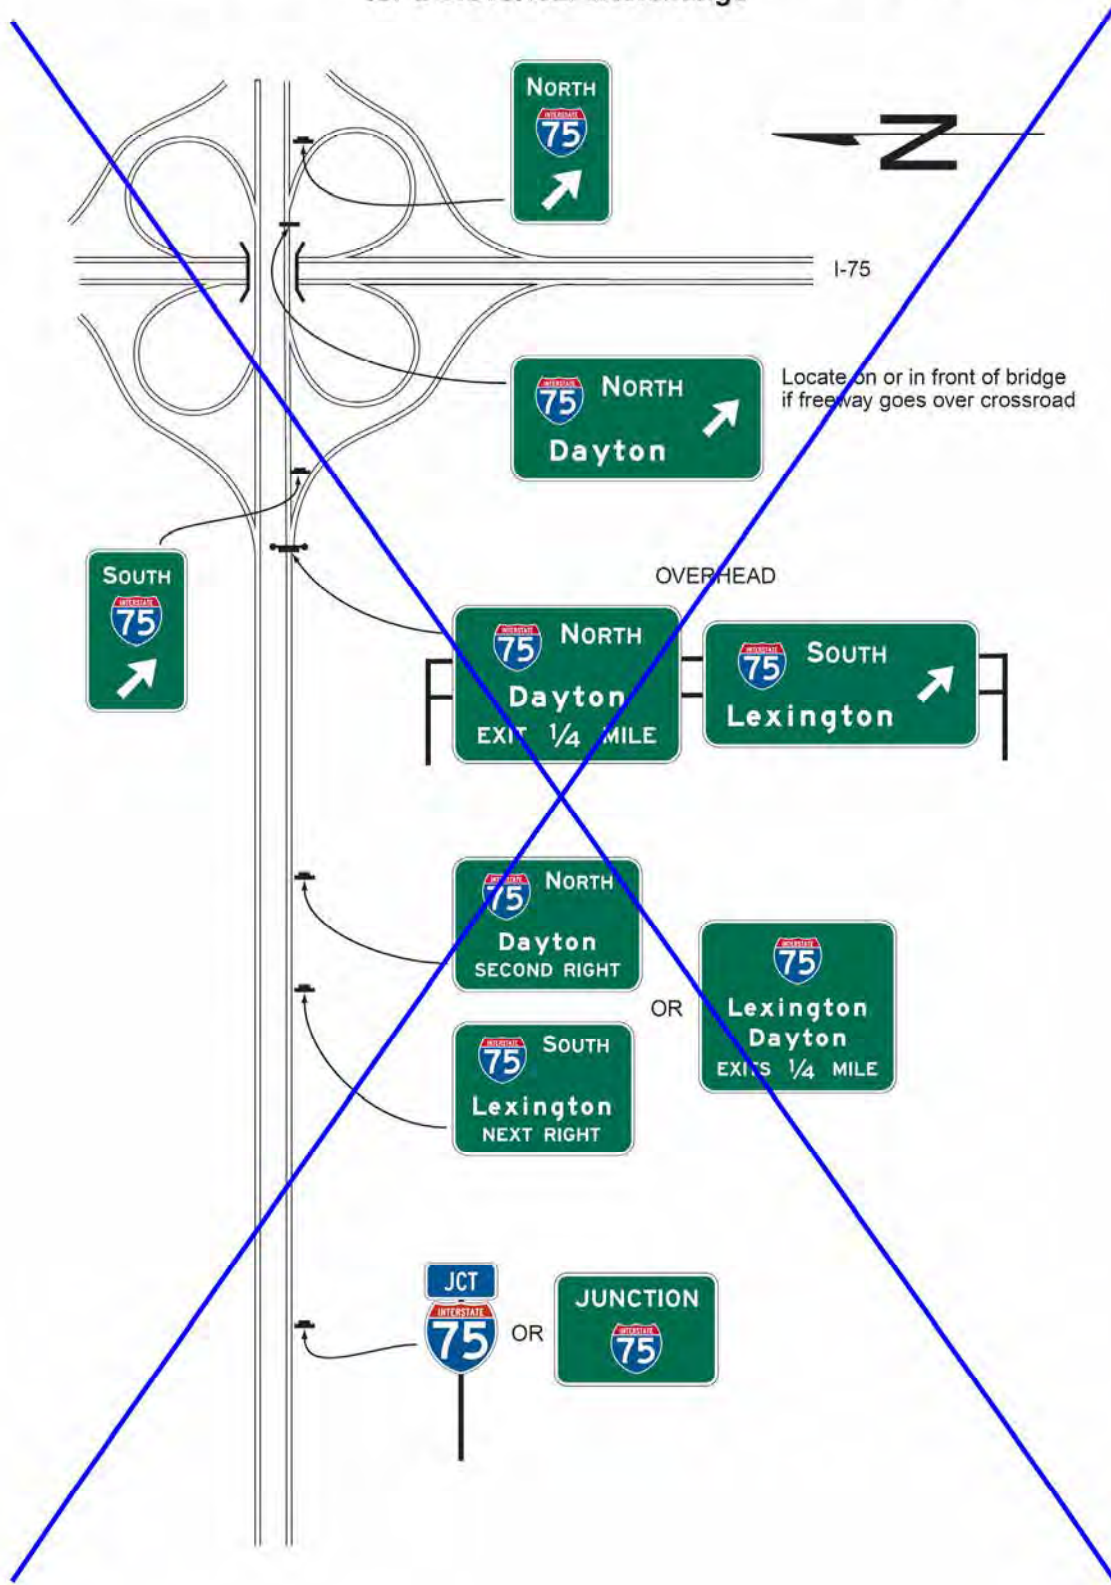 NORTH
INTERSTATE
75
N
I-75
INTERSTATE
75 NORTH
Dayton
Locate on or in front of bridge
if freeway goes over crossroad
SOUTH
INTERSTATE
75
OVERHEAD
INTERSTATE
75 NORTH
Dayton
EXIT 1/4 MILE
INTERSTATE
75 SOUTH
Lexington
INTERSTATE
75 NORTH
Dayton
SECOND RIGHT
OR
INTERSTATE
75
Lexington
Dayton
EXITS 1/4 MILE
INTERSTATE
75 SOUTH
Lexington
NEXT RIGHT
JCT
INTERSTATE
75
OR
JUNCTION
INTERSTATE
75